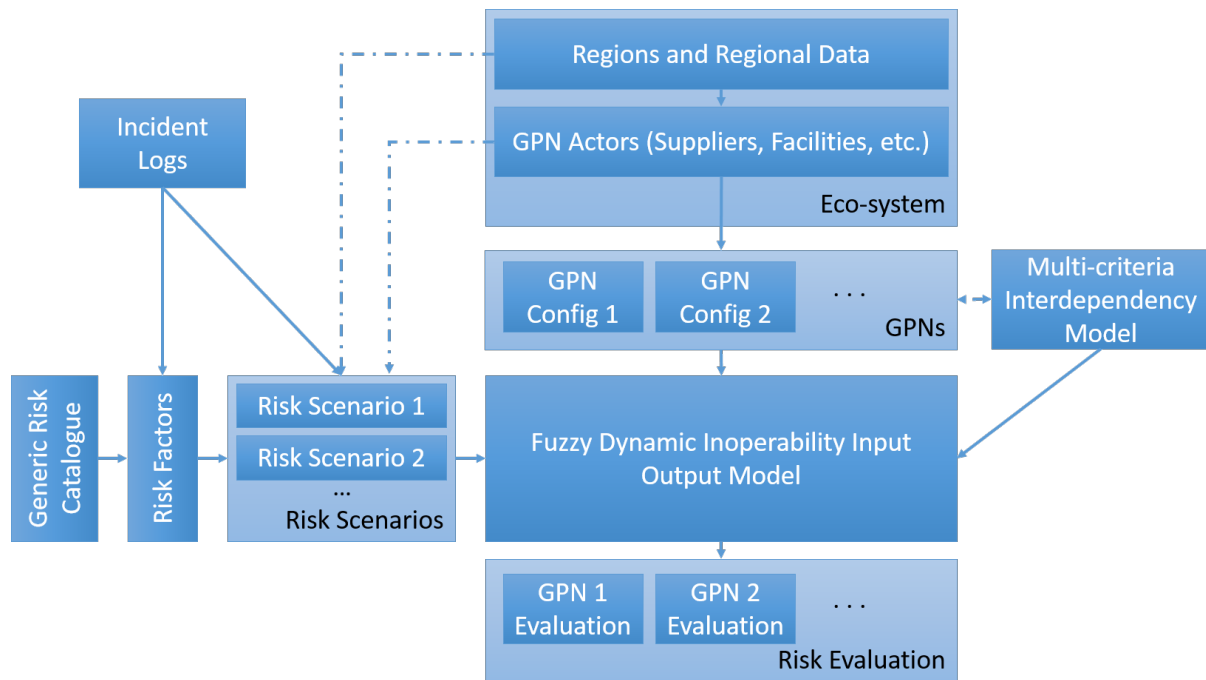 Regions and Regional Data
GPN Actors (Suppliers, Facilities, etc.)
Eco-system
Incident
Logs
GPN
Config 1
GPN
Config 2
. . .
GPNs
Multi-criteria
Interdependency
Model
Generic Risk
Catalogue
Risk Factors
Risk Scenario 1
Risk Scenario 2
...
Risk Scenarios
Fuzzy Dynamic Inoperability Input
Output Model
GPN 1
Evaluation
GPN 2
Evaluation
. . .
Risk Evaluation